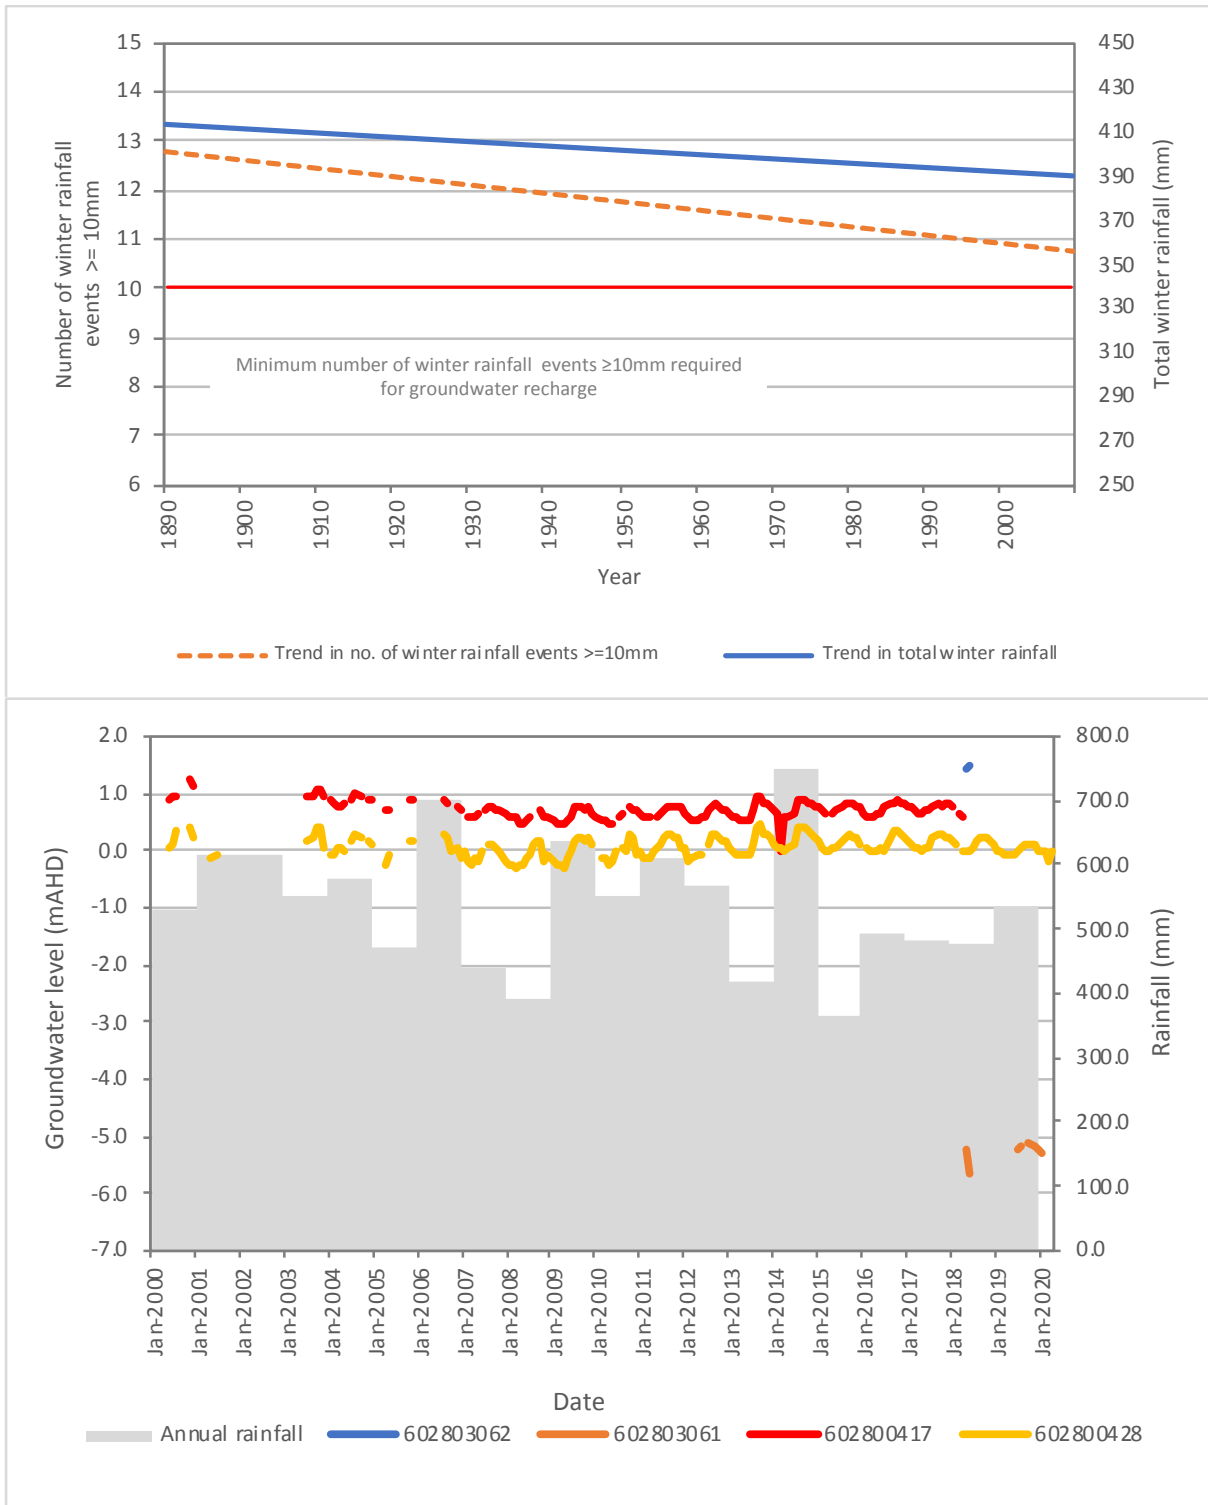 15
14
13
12
11
10
9
8
7
6
Number of winter rainfall
events >= 10mm
450
430
410
390
370
350
330
310
290
270
250
Total winter rainfall (mm)
Minimum number of winter rainfall events ≥10mm required
for groundwater recharge
1890
1900
1910
1920
1930
1940
1950
1960
1970
1980
1990
2000
Year
Trend in no. of winter rainfall events >=10mm
Trend in total winter rainfall
2.0
1.0
0.0
-1.0
-2.0
-3.0
-4.0
-5.0
-6.0
-7.0
Groundwater level (mAHD)
800.0
700.0
600.0
500.0
400.0
300.0
200.0
100.0
0.0
Rainfall (mm)
Jan-2000
Jan-2001
Jan-2002
Jan-2003
Jan-2004
Jan-2005
Jan-2006
Jan-2007
Jan-2008
Jan-2009
Jan-2010
Jan-2011
Jan-2012
Jan-2013
Jan-2014
Jan-2015
Jan-2016
Jan-2017
Jan-2018
Jan-2019
Jan-2020
Date
Annual rainfall
602803062
602803061
602800417
602800428